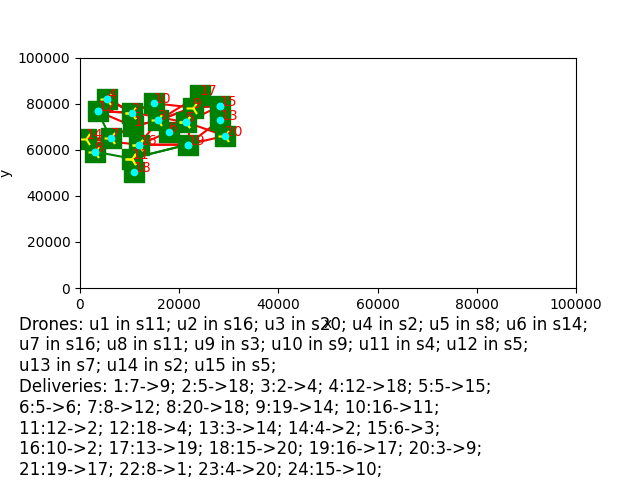 100000
80000
60000
40000
20000
0
y
0 20000 40000 60000 80000 100000
x
Drones: u1 in s11; u2 in s16; u3 in s20; u4 in s2; u5 in s8; u6 in s14;
u7 in s16; u8 in s11; u9 in s3; u10 in s9; u11 in s4; u12 in s5;
u13 in s7; u14 in s2; u15 in s5;
Deliveries: 1:7->9; 2:5->18; 3:2->4; 4:12->18; 5:5->15;
6:5->6; 7:8->12; 8:20->18; 9:19->14; 10:16->11;
11:12->2; 12:18->4; 13:3->14; 14:4->2; 15:6->3;
16:10->2; 17:13->19; 18:15->20; 19:16->17; 20:3->9;
21:19->17; 22:8->1; 23:4->20; 24:15->10;